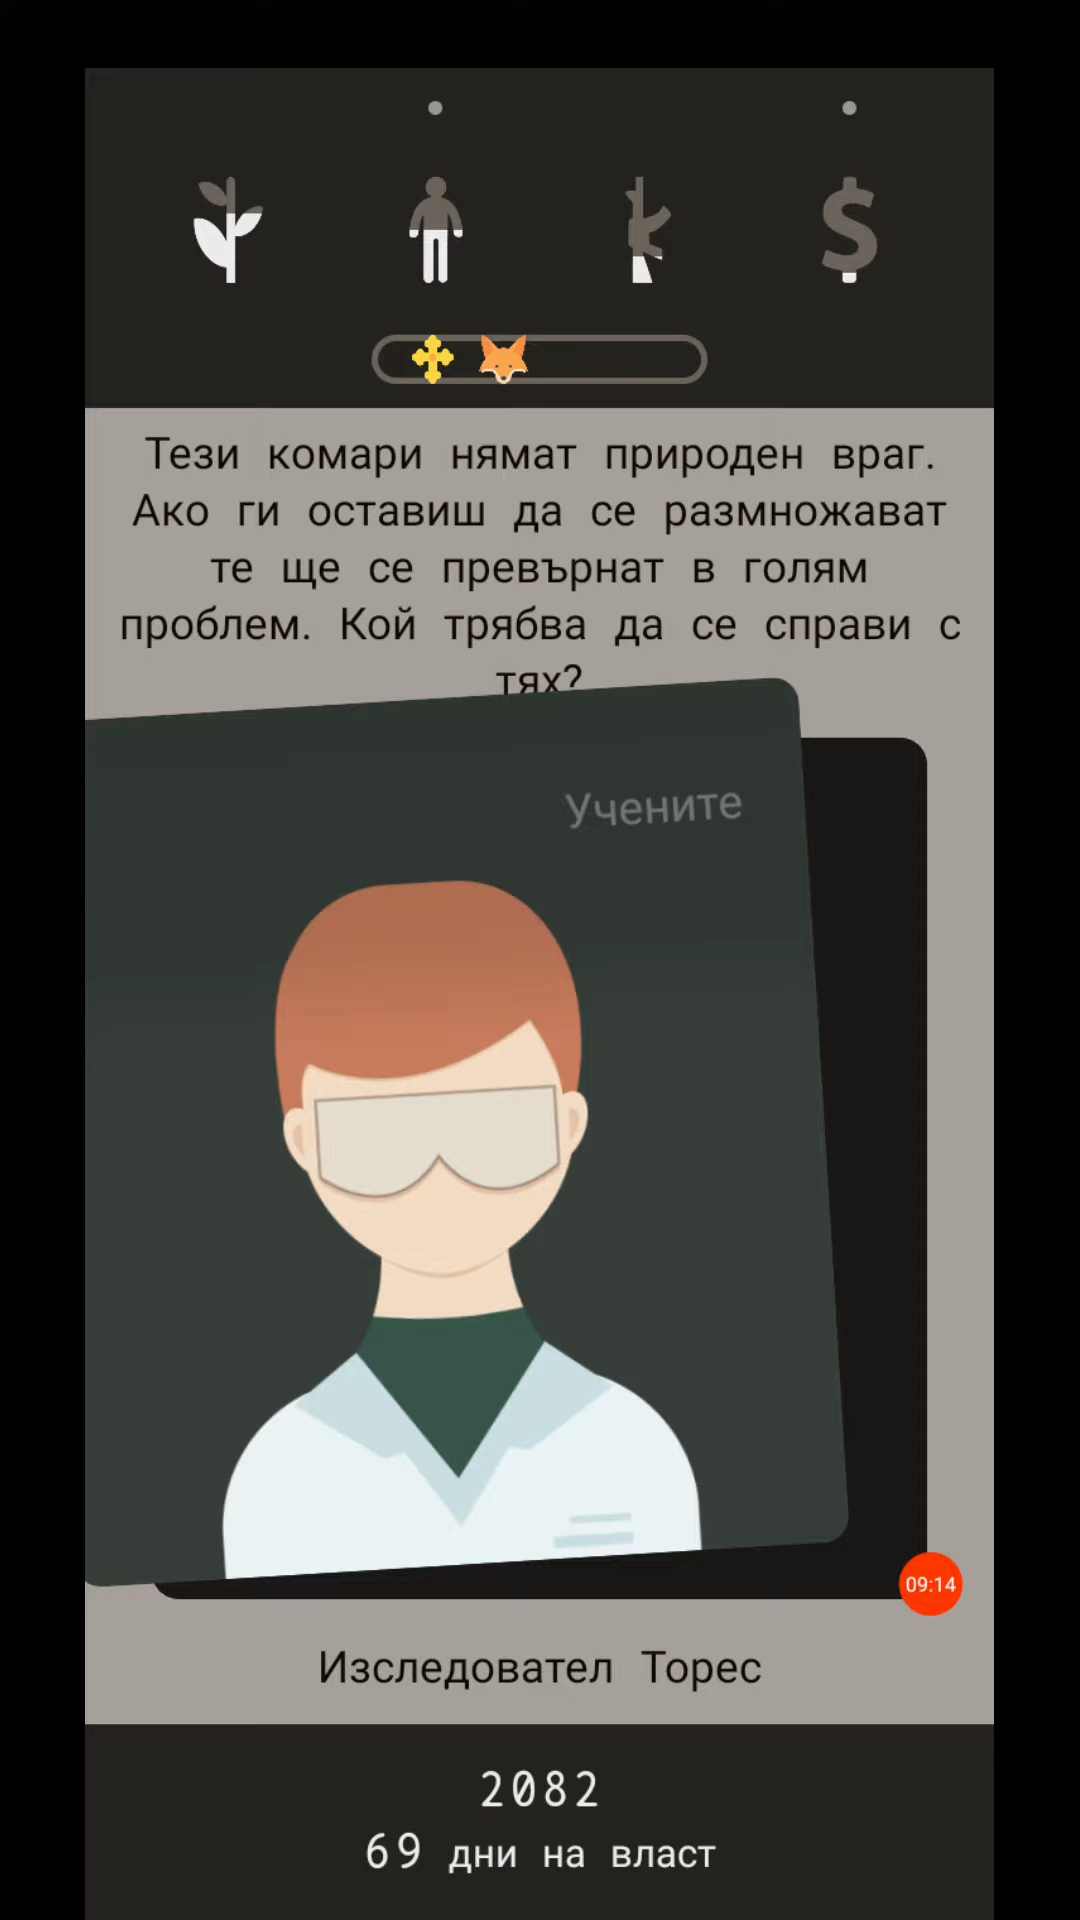 Тези комари нямат природен враг.
Ако ги оставиш да се размножават
те ще се превърнат в голям
проблем. Кой трябва да се справи с
тях?
Учените
09:14
Изследовател Торес
2082
69 дни на власт